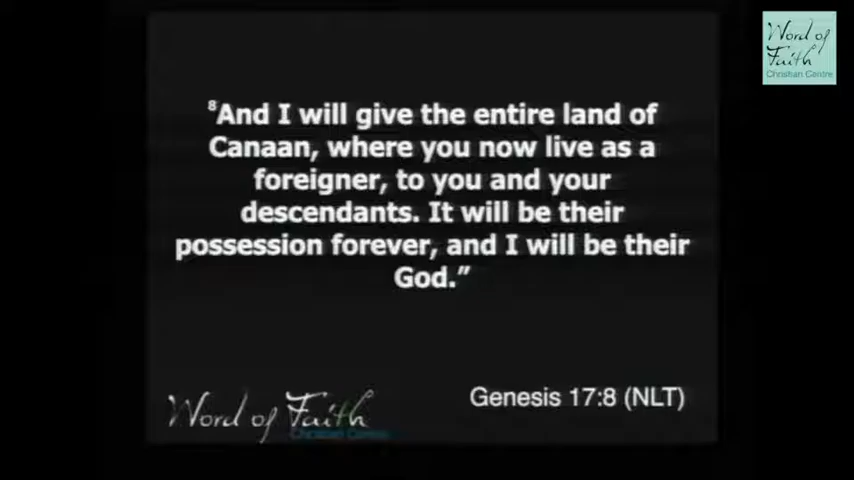 Word of
Faith
Christian Centre
⁸And I will give the entire land of
Canaan, where you now live as a
foreigner, to you and your
descendants. It will be their
possession forever, and I will be their
God.”
Genesis 17:8 (NLT)
Word of Faith
Christian Centre